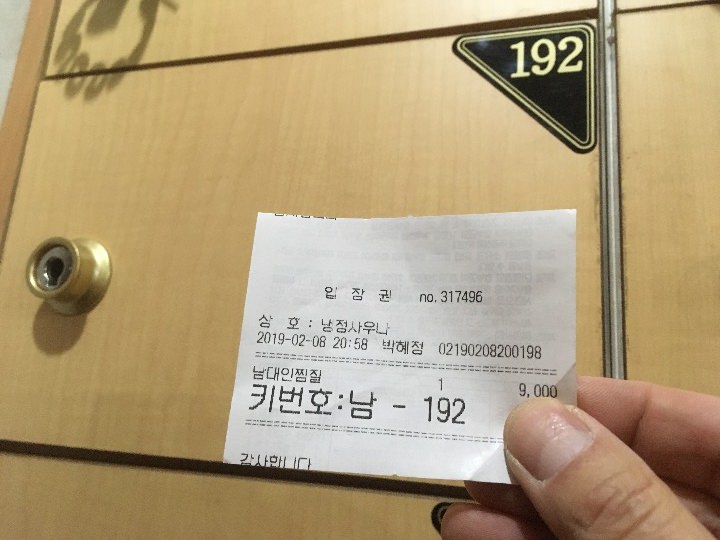 192
입 장 권 no. 317496
상 호 : 낭정사우나
2019-02-08 20:58 박혜정 02190208200198
남대인찜질 1 9,000
키번호:남 - 192
감사합니다